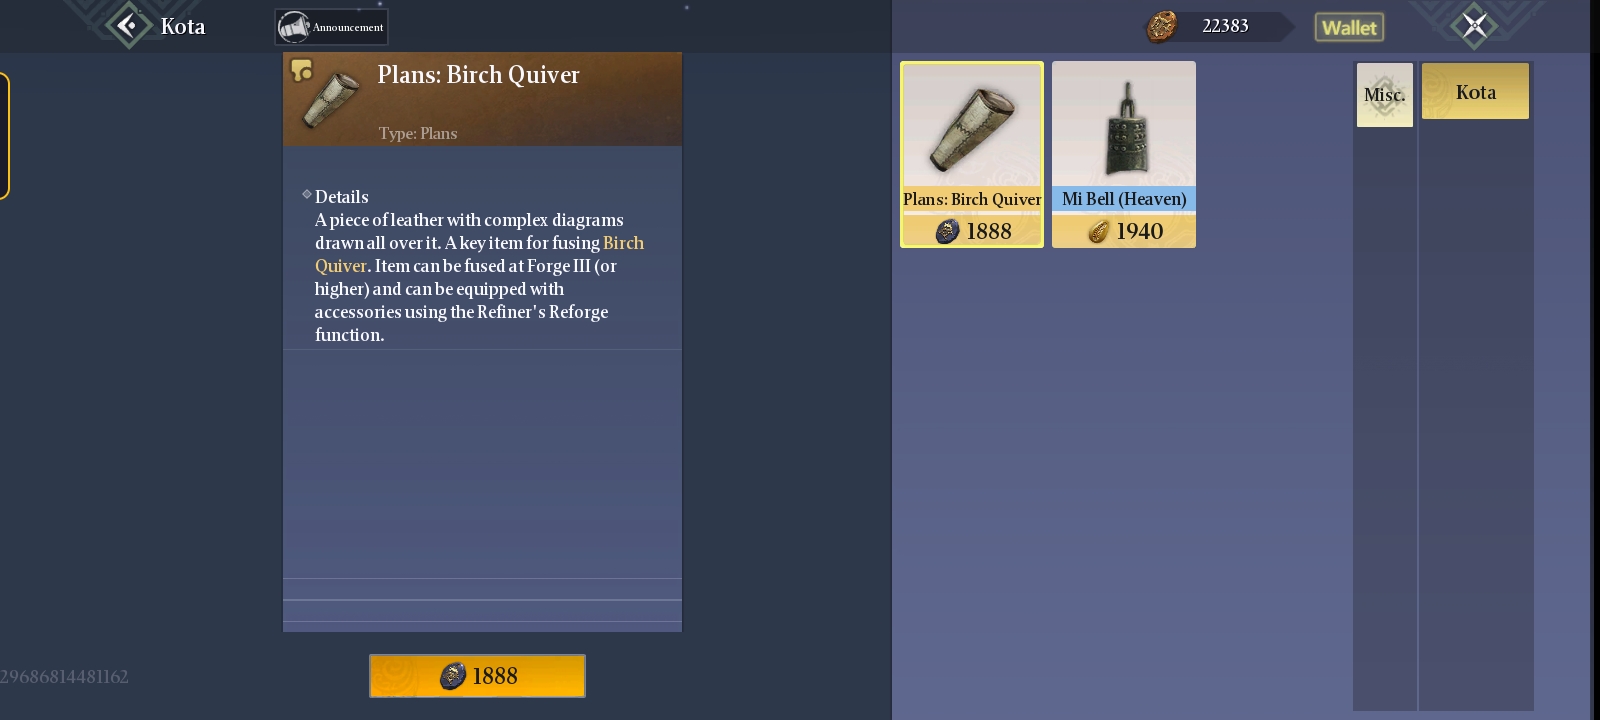 Kota
Announcement
22383
Wallet
Plans: Birch Quiver
Type: Plans
Details
A piece of leather with complex diagrams
drawn all over it. A key item for fusing Birch
Quiver. Item can be fused at Forge III (or
higher) and can be equipped with
accessories using the Refiner's Reforge
function.
1888
29686814481162
Plans: Birch Quiver
1888
Mi Bell (Heaven)
1940
Misc.
Kota